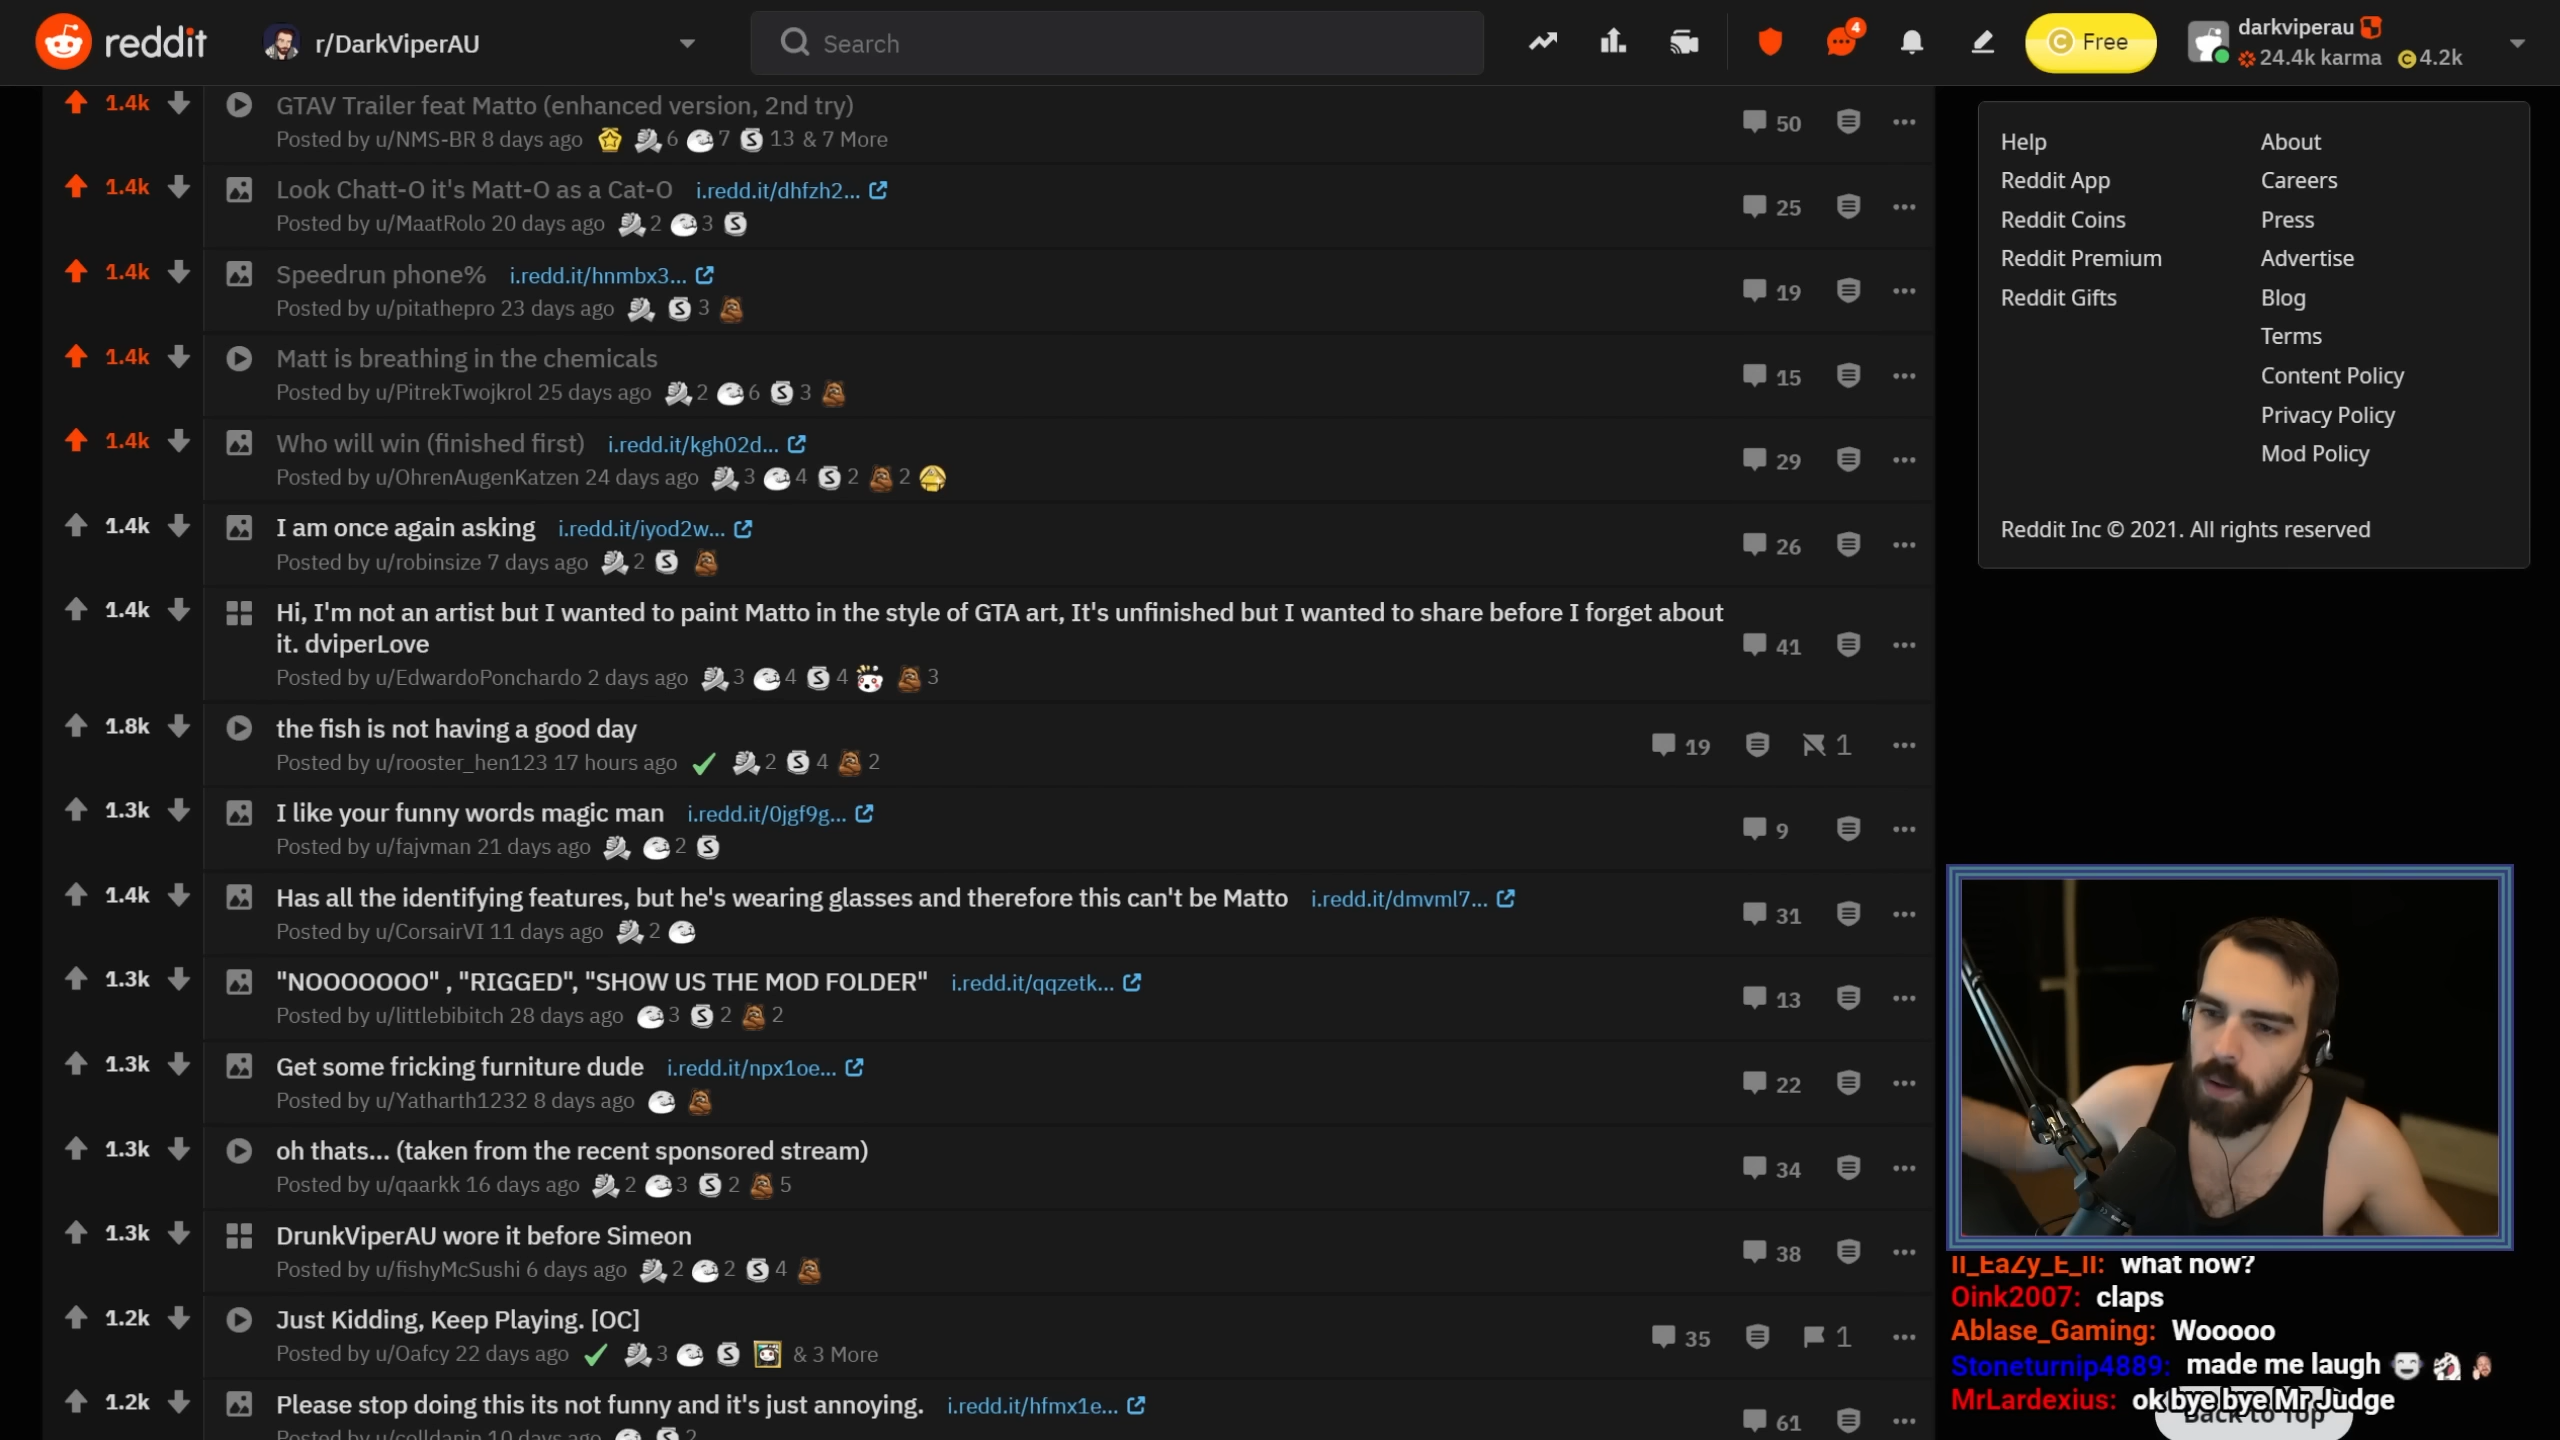 reddit
r/DarkViperAU
Search
4
Free
darkviperau
24.4k karma 4.2k
1.4k GTAV Trailer feat Matto (enhanced version, 2nd try) 50
Posted by u/NMS-BR 8 days ago 6 7 13 & 7 More
1.4k Look Chatt-O it's Matt-O as a Cat-O i.redd.it/dhfzh2... 25
Posted by u/MaatRolo 20 days ago 2 3
1.4k Speedrun phone% i.redd.it/hnmbx3... 19
Posted by u/pitathepro 23 days ago 3
1.4k Matt is breathing in the chemicals 15
Posted by u/PitrekTwojkrol 25 days ago 2 6 3
1.4k Who will win (finished first) i.redd.it/kgh02d... 29
Posted by u/OhrenAugenKatzen 24 days ago 3 4 2 2
1.4k I am once again asking i.redd.it/iyod2w... 26
Posted by u/robinsize 7 days ago 2
1.4k Hi, I'm not an artist but I wanted to paint Matto in the style of GTA art, It's unfinished but I wanted to share before I forget about
it. dviperLove 41
Posted by u/EdwardoPonchardo 2 days ago 3 4 4 3
1.8k the fish is not having a good day 19 1
Posted by u/rooster_hen123 17 hours ago 2 4 2
1.3k I like your funny words magic man i.redd.it/0jgf9g... 9
Posted by u/fajvman 21 days ago 2
1.4k Has all the identifying features, but he's wearing glasses and therefore this can't be Matto i.redd.it/dmvml7... 31
Posted by u/CorsairVI 11 days ago 2
1.3k "NOOOOOOO" , "RIGGED", "SHOW US THE MOD FOLDER" i.redd.it/qqzetk... 13
Posted by u/littlebibitch 28 days ago 3 2 2
1.3k Get some fricking furniture dude i.redd.it/npx1oe... 22
Posted by u/Yatharth1232 8 days ago
1.3k oh thats... (taken from the recent sponsored stream) 34
Posted by u/qaarkk 16 days ago 2 3 2 5
1.3k DrunkViperAU wore it before Simeon 38
Posted by u/fishyMcSushi 6 days ago 2 2 4
1.2k Just Kidding, Keep Playing. [OC] 35 1
Posted by u/Oafcy 22 days ago 3 & 3 More
1.2k Please stop doing this its not funny and it's just annoying. i.redd.it/hfmx1e... 61
Posted by u/celldanin 10 days ago 2
Help About
Reddit App Careers
Reddit Coins Press
Reddit Premium Advertise
Reddit Gifts Blog
Terms
Content Policy
Privacy Policy
Mod Policy
Reddit Inc © 2021. All rights reserved
II_EaZy_E_II: what now?
Oink2007: claps
Ablase_Gaming: Wooooo
Stoneturnip4889: made me laugh
MrLardexius: ok bye bye Mr Judge
Back to Top